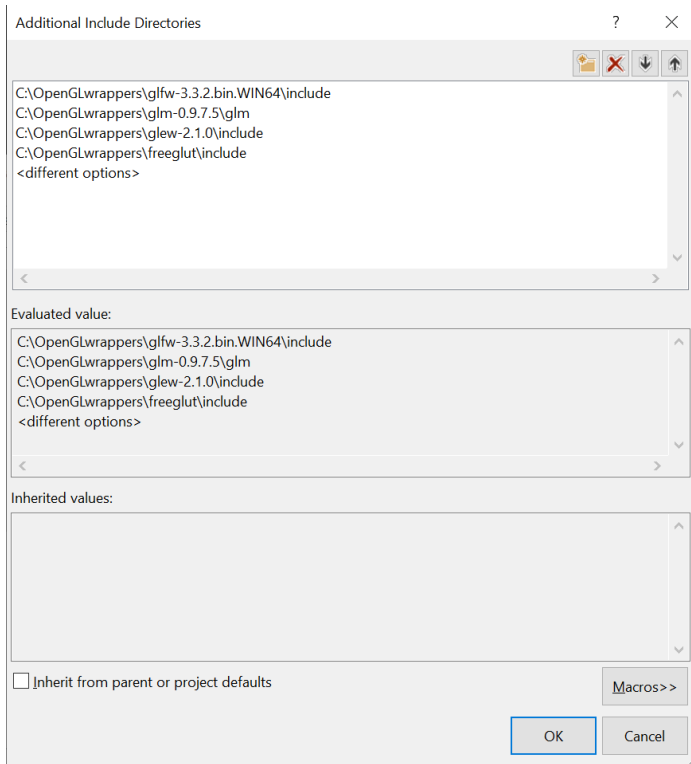 Additional Include Directories
?
C:\OpenGLwrappers\glfw-3.3.2.bin.WIN64\include
C:\OpenGLwrappers\glm-0.9.7.5\glm
C:\OpenGLwrappers\glew-2.1.0\include
C:\OpenGLwrappers\freeglut\include
<different options>
Evaluated value:
C:\OpenGLwrappers\glfw-3.3.2.bin.WIN64\include
C:\OpenGLwrappers\glm-0.9.7.5\glm
C:\OpenGLwrappers\glew-2.1.0\include
C:\OpenGLwrappers\freeglut\include
<different options>
Inherited values:
Inherit from parent or project defaults
Macros>>
OK
Cancel